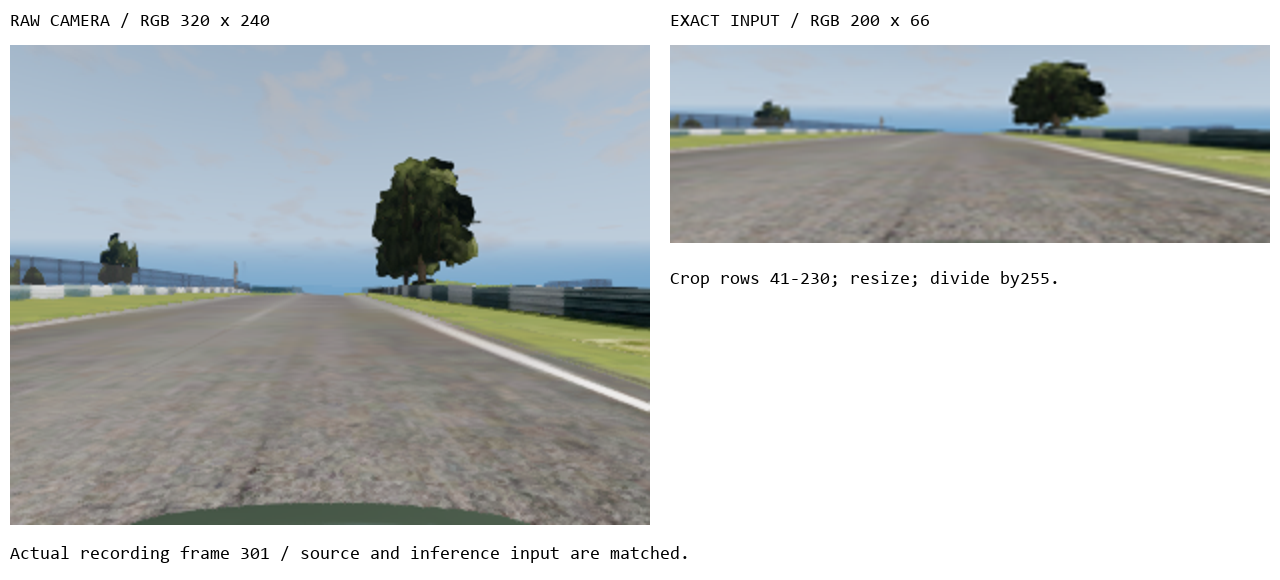 RAW CAMERA / RGB 320 x 240
EXACT INPUT / RGB 200 x 66
Crop rows 41-230; resize; divide by255.
Actual recording frame 301 / source and inference input are matched.